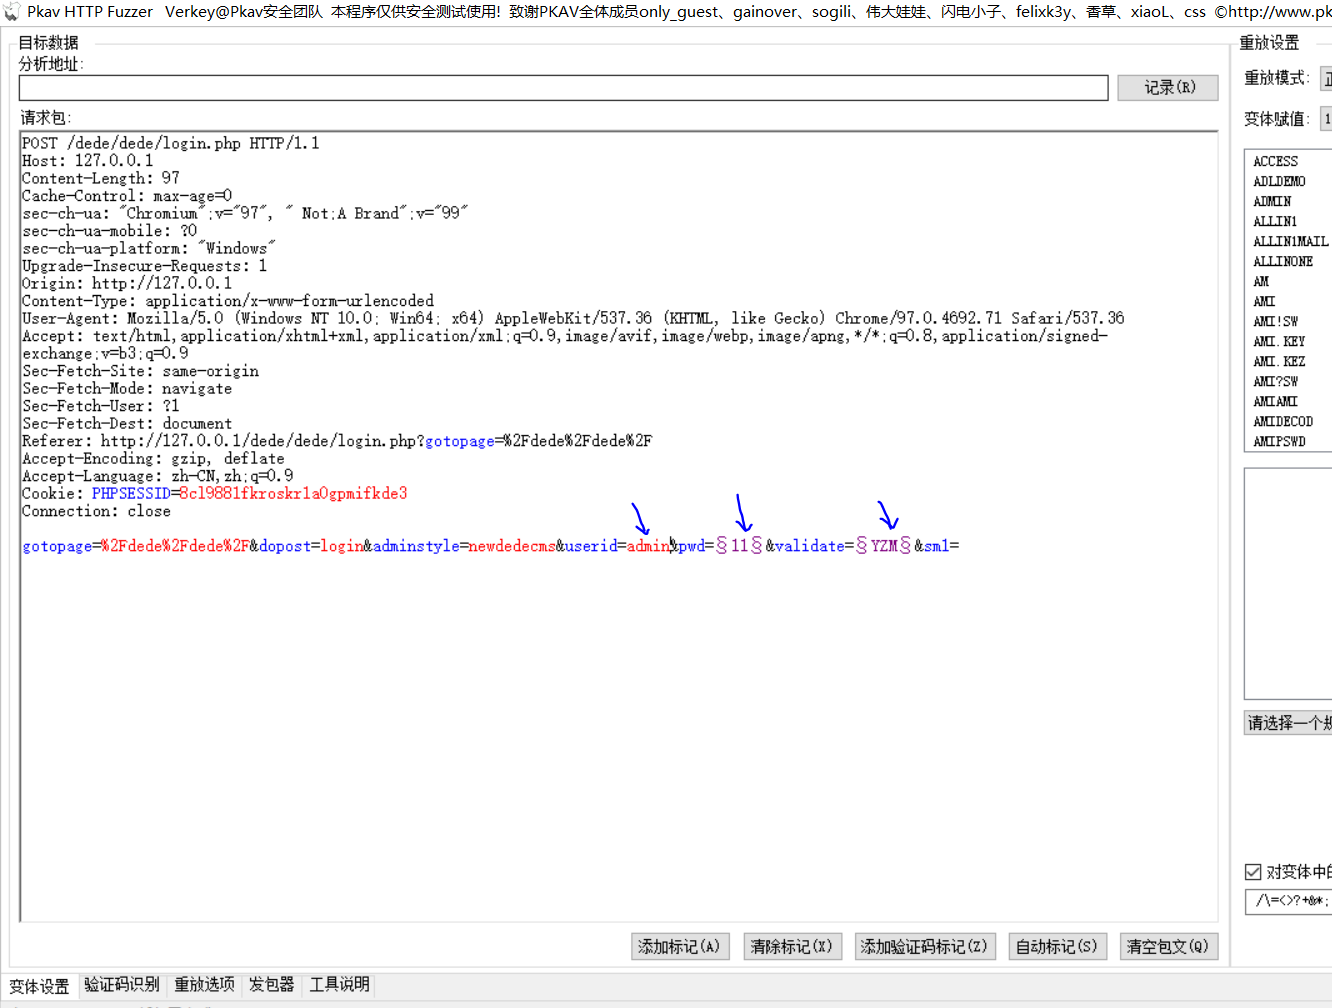 Pkav HTTP Fuzzer   Verkey@Pkav安全团队  本程序仅供安全测试使用！致谢PKAV全体成员only_guest、gainover、sogili、伟大娃娃、闪电小子、felixk3y、香草、xiaoL、css  ©http://www.pk
目标数据
分析地址:
记录(R)
请求包:
POST /dede/dede/login.php HTTP/1.1
Host: 127.0.0.1
Content-Length: 97
Cache-Control: max-age=0
sec-ch-ua: "Chromium";v="97", " Not;A Brand";v="99"
sec-ch-ua-mobile: ?0
sec-ch-ua-platform: "Windows"
Upgrade-Insecure-Requests: 1
Origin: http://127.0.0.1
Content-Type: application/x-www-form-urlencoded
User-Agent: Mozilla/5.0 (Windows NT 10.0; Win64; x64) AppleWebKit/537.36 (KHTML, like Gecko) Chrome/97.0.4692.71 Safari/537.36
Accept: text/html,application/xhtml+xml,application/xml;q=0.9,image/avif,image/webp,image/apng,*/*;q=0.8,application/signed-
exchange;v=b3;q=0.9
Sec-Fetch-Site: same-origin
Sec-Fetch-Mode: navigate
Sec-Fetch-User: ?1
Sec-Fetch-Dest: document
Referer: http://127.0.0.1/dede/dede/login.php?gotopage=%2Fdede%2Fdede%2F
Accept-Encoding: gzip, deflate
Accept-Language: zh-CN,zh;q=0.9
Cookie: PHPSESSID=8cl9881fkroskr1a0gpmifkde3
Connection: close
gotopage=%2Fdede%2Fdede%2F&dopost=login&adminstyle=newdedecms&userid=admin&pwd=§11§&validate=§YZM§&sm1=
添加标记(A)
清除标记(X)
添加验证码标记(Z)
自动标记(S)
清空包文(Q)
变体设置
验证码识别
重放选项
发包器
工具说明
重放设置
重放模式:
变体赋值: 1
ACCESS
ADLDEMO
ADMIN
ALLIN1
ALLIN1MAIL
ALLINONE
AM
AMI
AMI!SW
AMI.KEY
AMI.KEZ
AMI?SW
AMIAMI
AMIDECOD
AMIPSWD
请选择一个规
对变体中的
/\=<>?+&*;